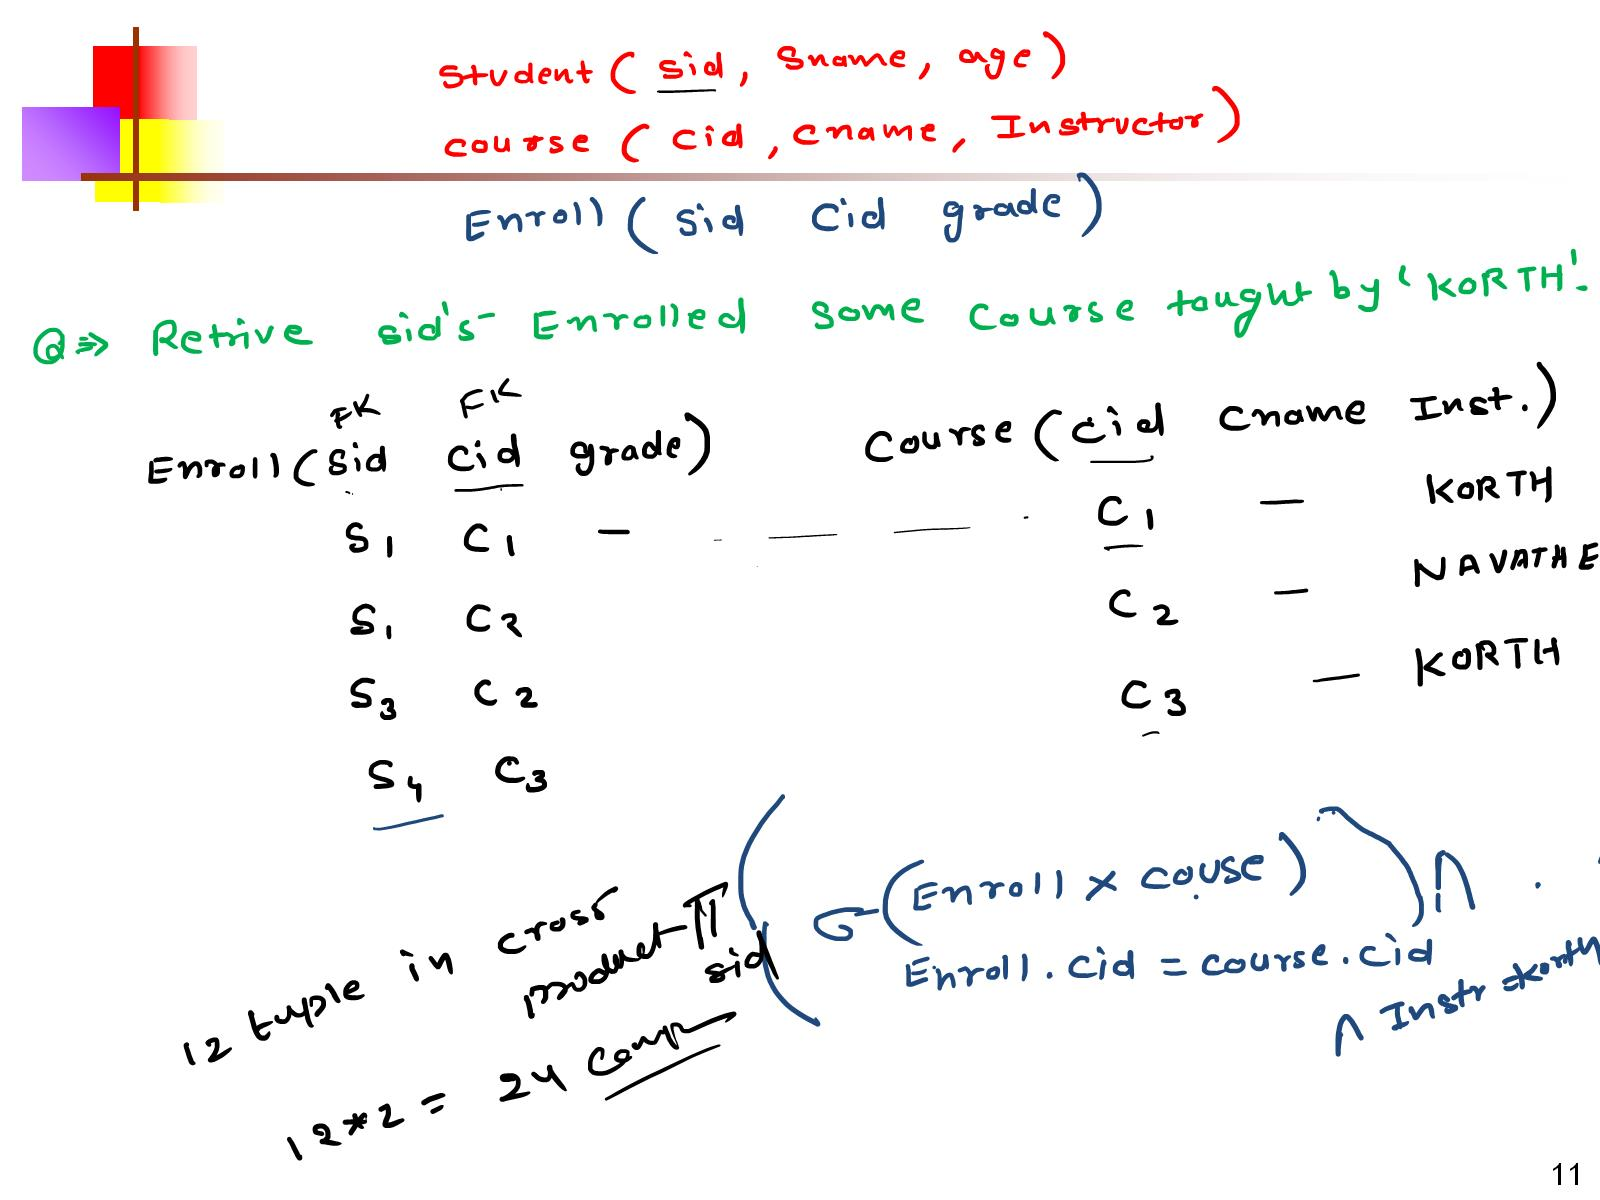 Student ( sid, Sname, age )
course ( cid, cname, Instructor )
Enroll ( sid cid grade )
Q ⇒ Retrive sid's Enrolled some course taught by 'KORTH'.
FK FK
Enroll ( sid cid grade ) Course ( cid Cname Inst. )
S1 C1 – C1 – KORTH
S1 C2 C2 – NAVATHE
S3 C2 C3 – KORTH
S4 C3
12 tuple in cross product
π sid ( σ ( Enroll × couse ) )
Enroll.cid = course.cid
∧ Instr = korth
12*2 = 24 comp
11